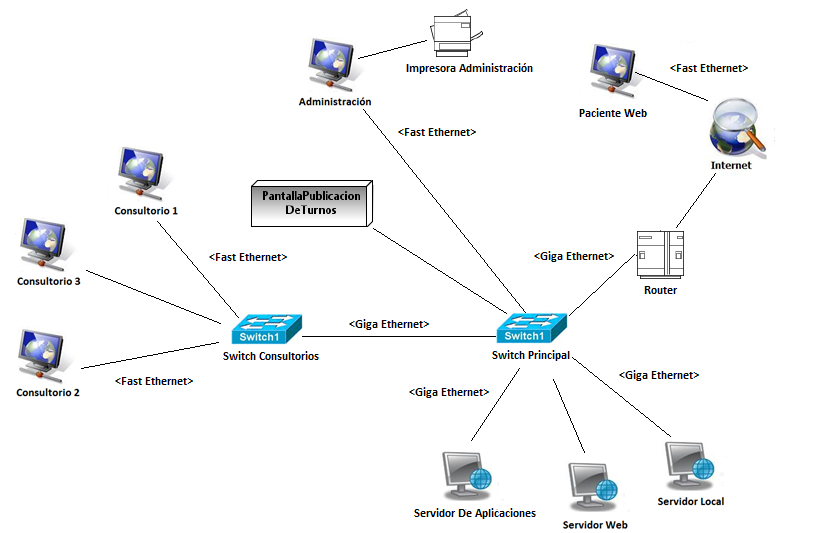 Impresora Administración
Administración
<Fast Ethernet>
Paciente Web
<Fast Ethernet>
Internet
Consultorio 1
PantallaPublicacion
DeTurnos
<Fast Ethernet>
<Giga Ethernet>
Consultorio 3
Router
Switch1
Switch Consultorios
<Giga Ethernet>
Switch1
Switch Principal
Consultorio 2
<Fast Ethernet>
<Giga Ethernet>
<Giga Ethernet>
Servidor De Aplicaciones
Servidor Web
Servidor Local